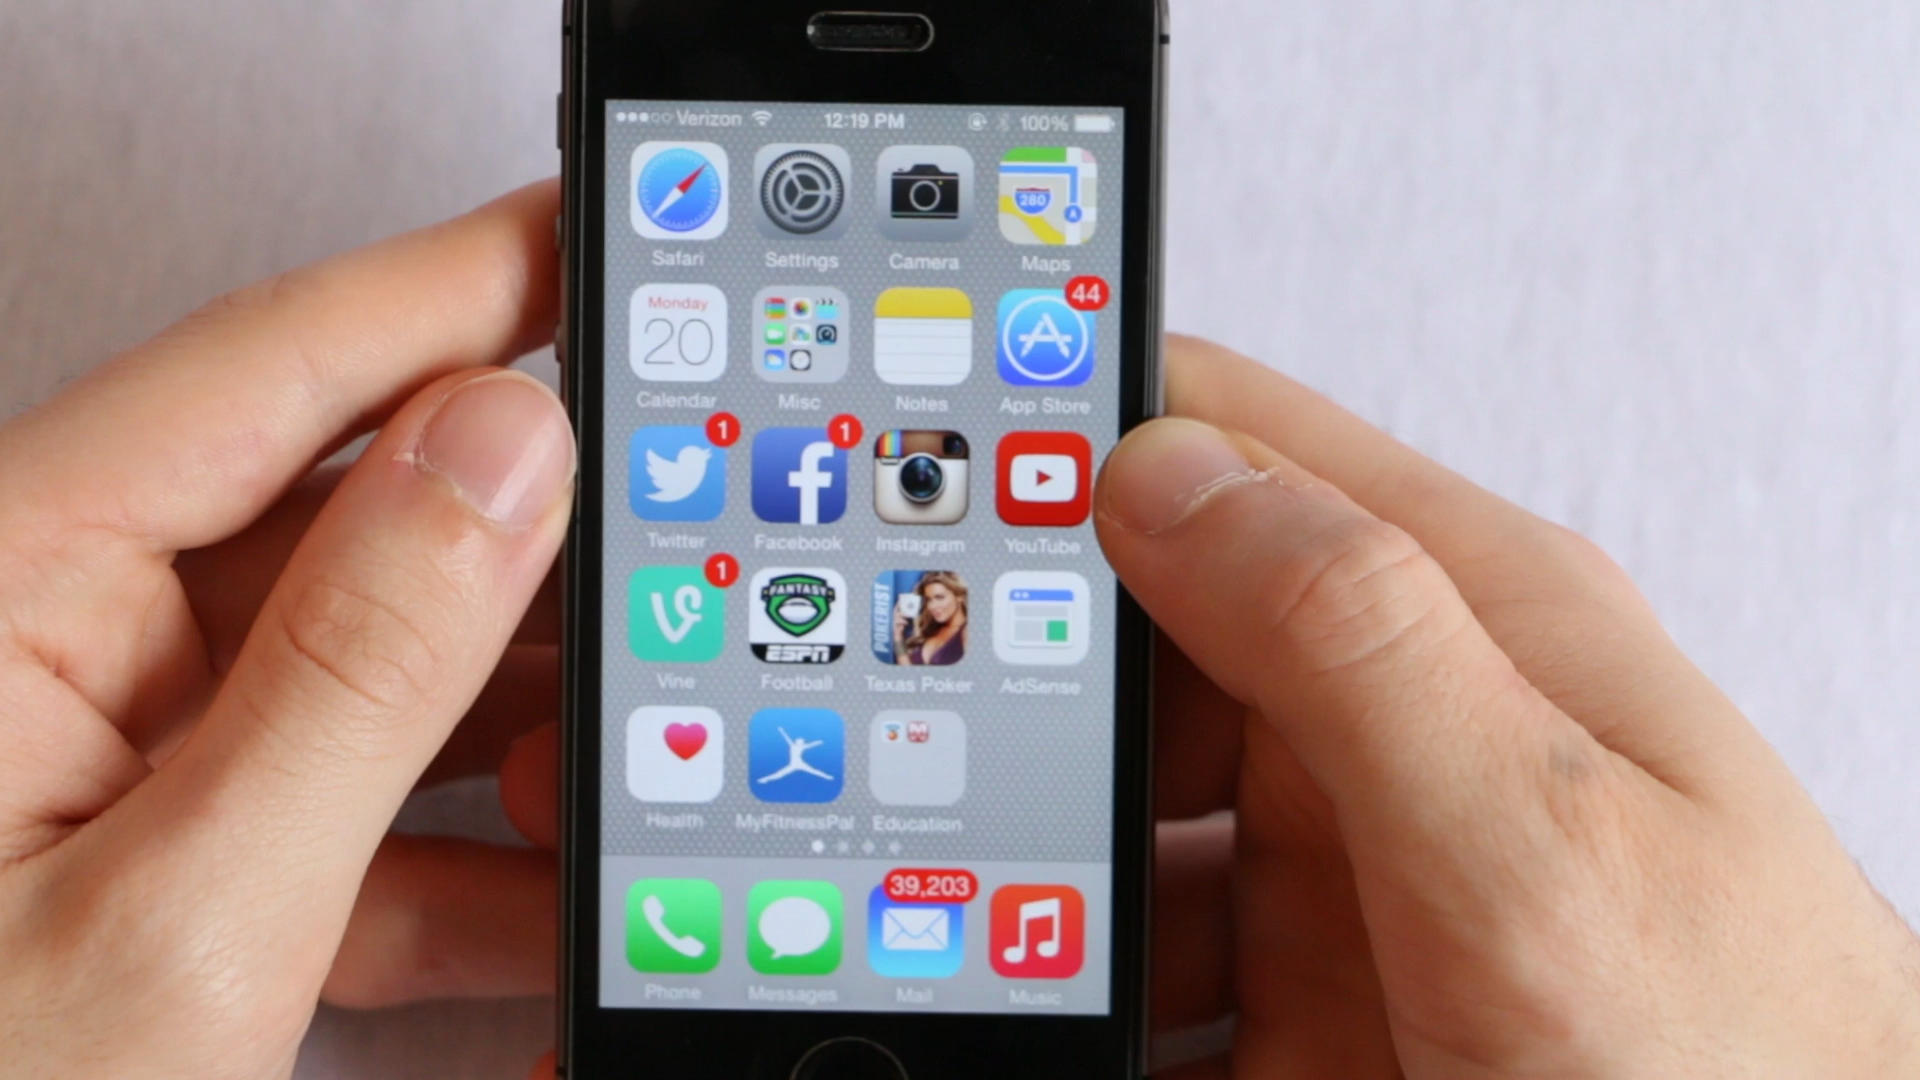 Verizon 12:19 PM 100%
280
Safari Settings Camera Maps
44
Monday
20
Calendar Misc Notes App Store
1 1
Twitter Facebook Instagram YouTube
1
FANTASY
ESPN
POKERIST
Vine Football Texas Poker AdSense
Health MyFitnessPal Education
39,203
Phone Messages Mail Music